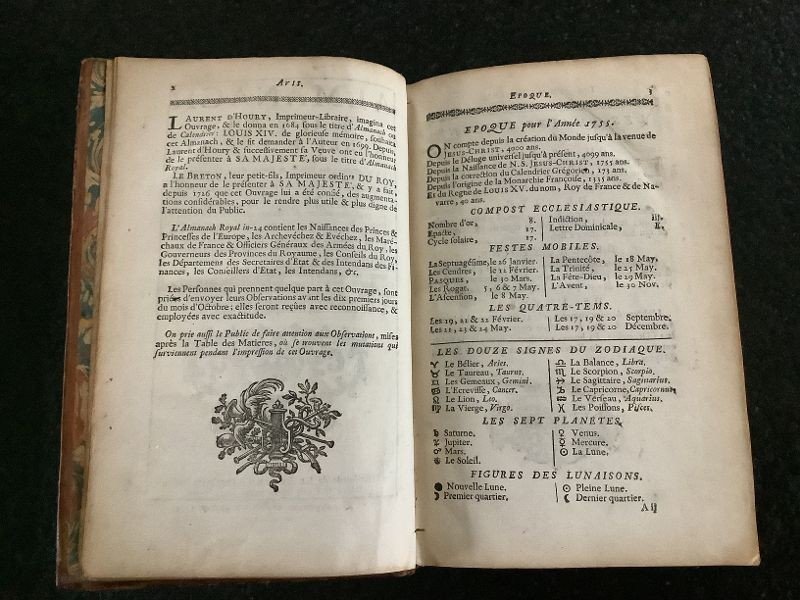 2 AVIS.
LAURENT D'HOURY, Imprimeur-Libraire, imagina cet
Ouvrage, & le donna en 1684 sous le titre d'Almanach ou
de Calendrier: LOUIS XIV. de glorieuse mémoire, souhaita
cet Almanach, & le fit demander à l'Auteur en 1699. Depuis,
Laurent d'Houry & successivement sa Veuve ont eu l'honneur
de le présenter à SA MAJESTÉ, sous le titre d'Almanach
Royal.
LE BRETON, leur petit-fils, Imprimeur ordinre DU ROY,
a l'honneur de le présenter à SA MAJESTÉ, & y a fait,
depuis 1726 que cet Ouvrage lui a été confié, des augmenta-
tions considérables, pour le rendre plus utile & plus digne de
l'attention du Public.
L'Almanach Royal in-24 contient les Naissances des Princes &
Princesses de l'Europe, les Archevéchez & Evéchez, les Maré-
chaux de France & Officiers Généraux des Armées du Roy, les
Gouverneurs des Provinces du Royaume, les Conseils du Roy,
les Départemens des Secretaires d'Etat & des Intendans des Fi-
nances, les Conseillers d'Etat, les Intendans, &c.
Les Personnes qui prennent quelque part à cet Ouvrage, sont
priées d'envoyer leurs Observations avant les dix premiers jours
du mois d'Octobre; elles seront reçûes avec reconnoissance, &
employées avec exactitude.
On prie aussi le Public de faire attention aux Observations, mises
après la Table des Matieres, où se trouvent les mutations qui
surviennent pendant l'impression de cet Ouvrage.
EPOQUE. 3
EPOQUE pour l'Année 1755.
ON compte depuis la création du Monde jusqu'à la venue de
JESUS-CHRIST, 4000 ans.
Depuis le Déluge universel jusqu'à présent, 4099 ans.
Depuis la Naissance de N. S. JESUS-CHRIST, 1755 ans.
Depuis la correction du Calendrier Grégorien, 173 ans.
Depuis l'origine de la Monarchie Françoise, 1335 ans.
Et du Regne de LOUIS XV. du nom, Roy de France & de Na-
varre, 40 ans.
COMPOST ECCLESIASTIQUE.
Nombre d'or, 8. Indiction, iij.
Epacte, 17. Lettre Dominicale, E.
Cycle solaire, 27.
FESTES MOBILES.
La Septuagésime, le 26 Janvier. La Pentecôte, le 18 May.
Les Cendres, le 12 Février. La Trinité, le 25 May.
PASQUES, le 30 Mars. La Fête-Dieu, le 29 May.
Les Rogat. 5, 6 & 7 May. L'Avent, le 30 Nov.
L'Ascension, le 8 May.
LES QUATRE-TEMS.
Les 19, 21 & 22 Février. Les 17, 19 & 20 Septembre.
Les 21, 23 & 24 May. Les 17, 19 & 20 Décembre.
LES DOUZE SIGNES DU ZODIAQUE.
♈ Le Bélier, Aries. ♎ La Balance, Libra.
♉ Le Taureau, Taurus. ♏ Le Scorpion, Scorpio.
♊ Les Gemeaux, Gemini. ♐ Le Sagittaire, Sagittarius.
♋ L'Ecrevisse, Cancer. ♑ Le Capricorne, Capricornus.
♌ Le Lion, Leo. ♒ Le Verseau, Aquarius.
♍ La Vierge, Virgo. ♓ Les Poissons, Pisces.
LES SEPT PLANÈTES,
♄ Saturne. ♀ Venus.
♃ Jupiter. ☿ Mercure.
♂ Mars. ☉ La Lune.
Le Soleil.
FIGURES DES LUNAISONS.
● Nouvelle Lune. ☉ Pleine Lune.
☽ Premier quartier. ☾ Dernier quartier.
A ij